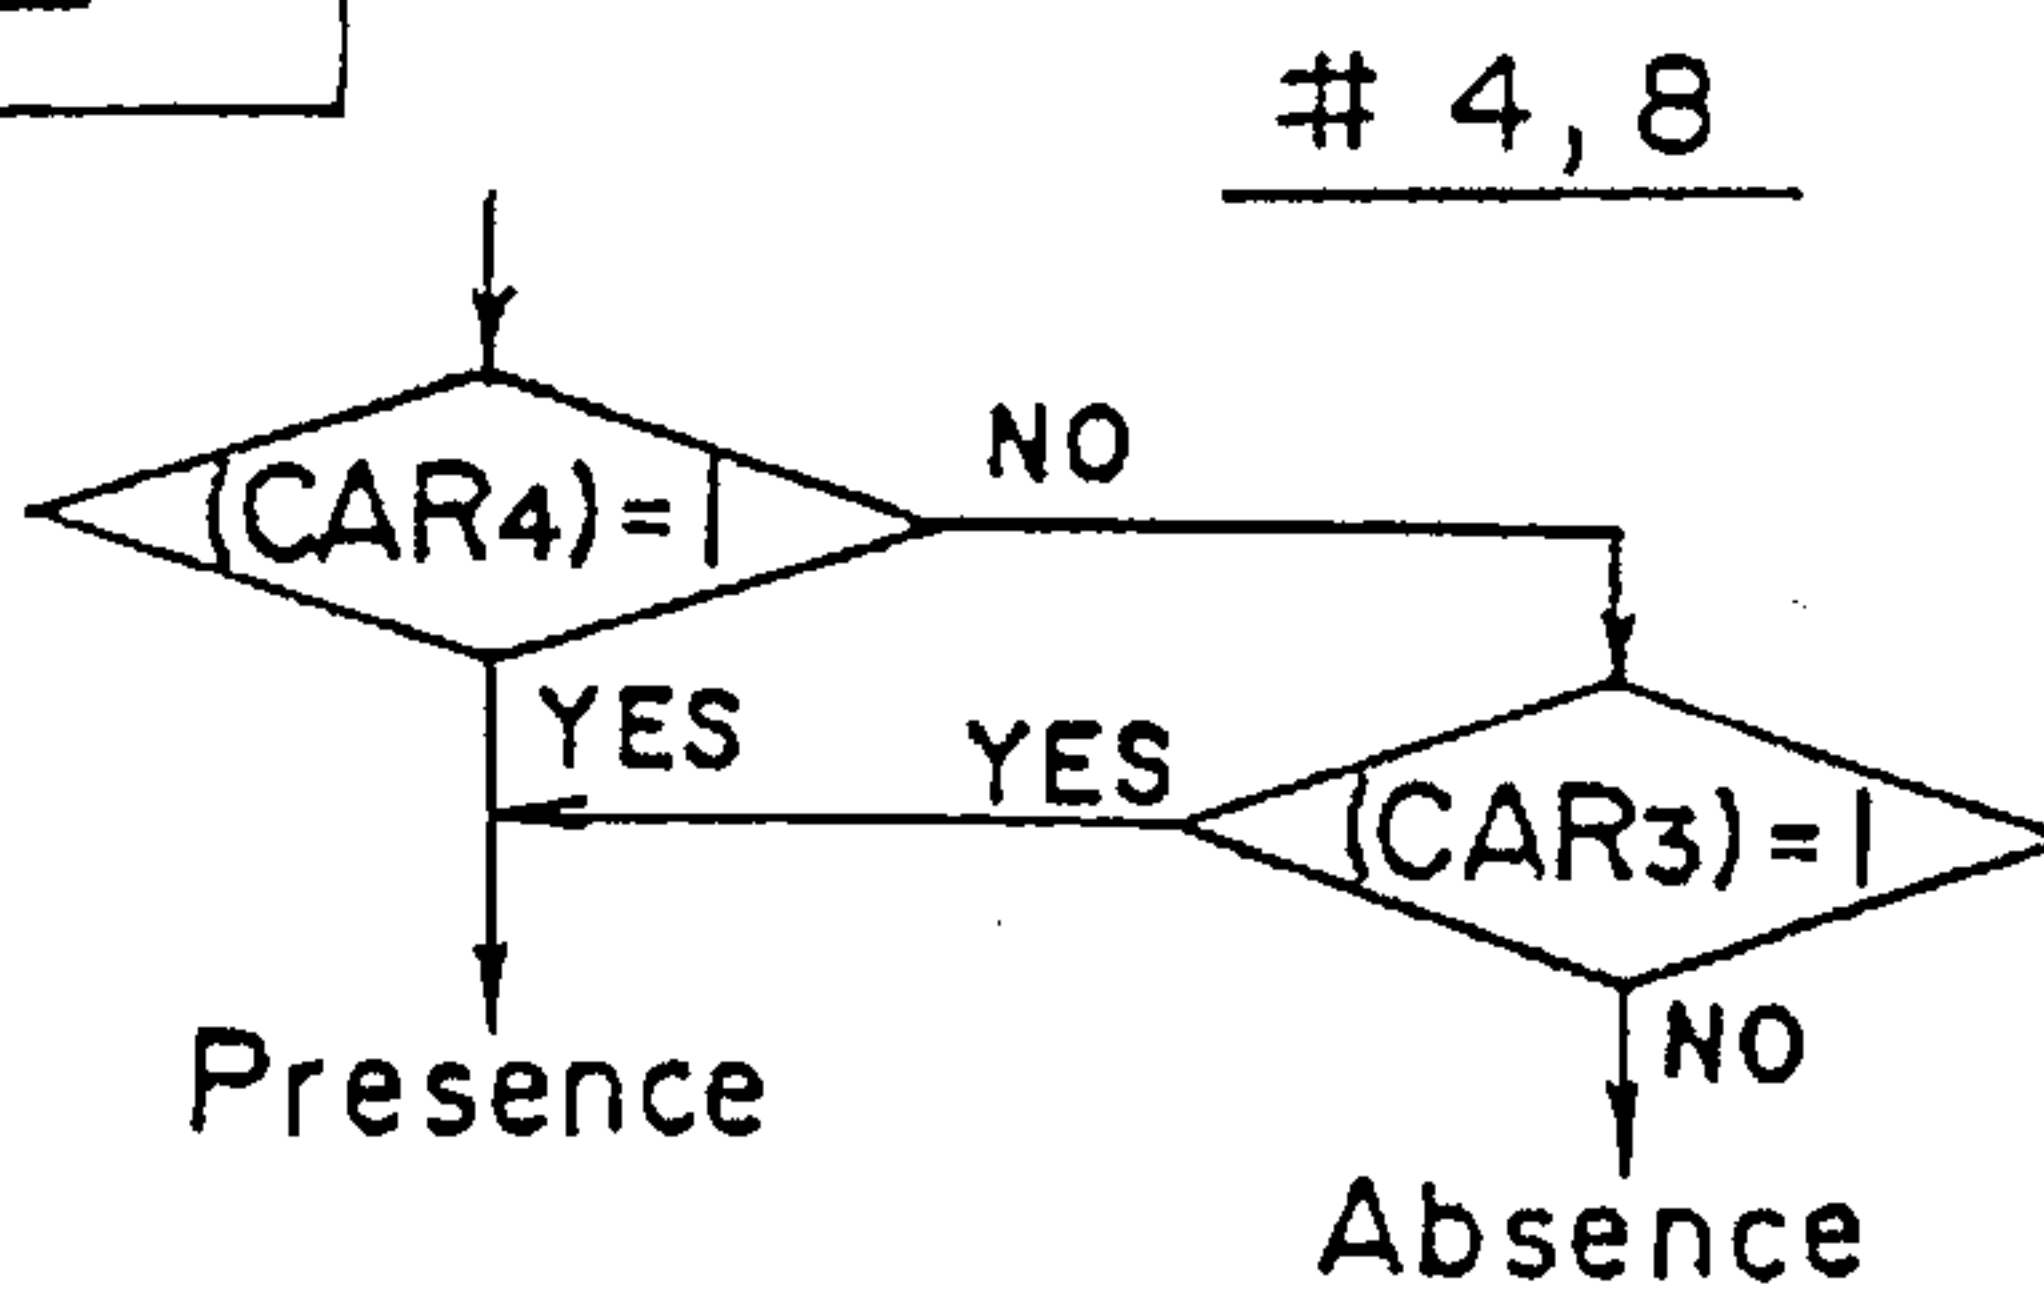 # 4,8
(CAR4)=1
NO
YES
YES
(CAR3)=1
NO
Presence
Absence